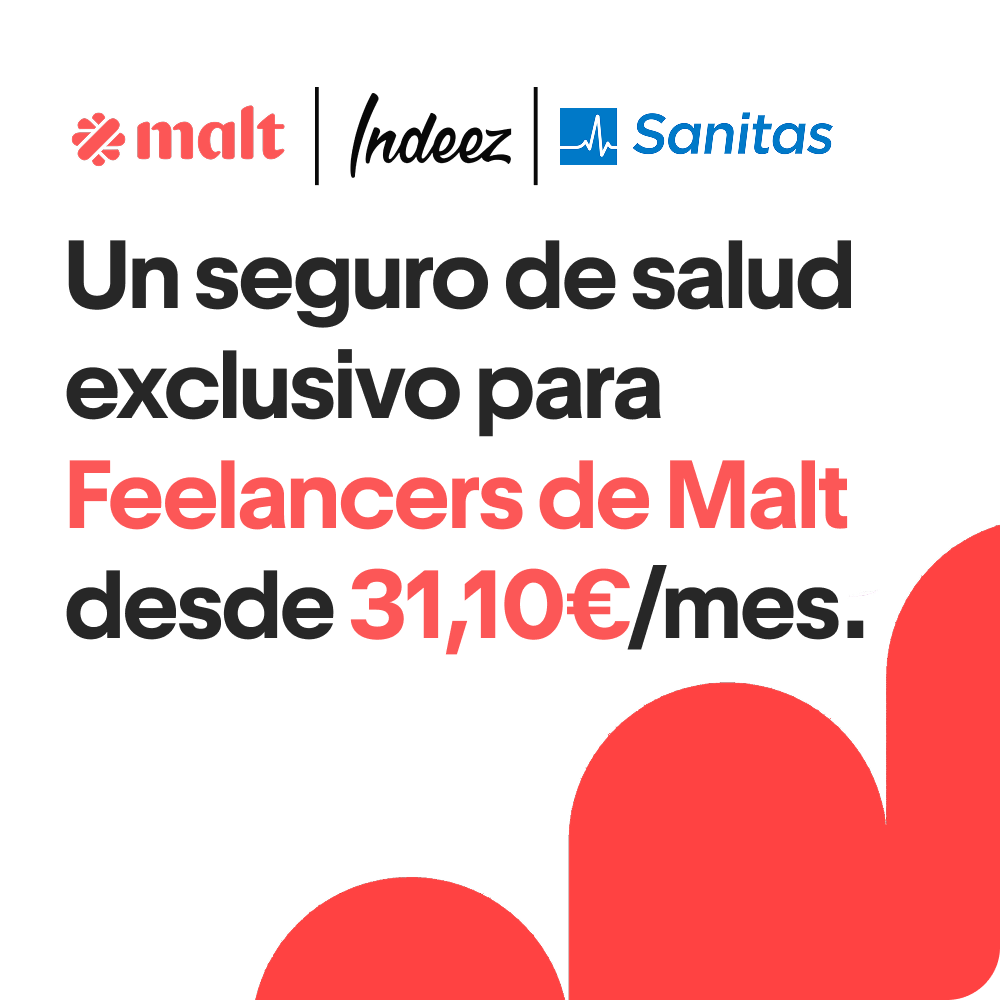 malt | Indeez | Sanitas
Un seguro de salud
exclusivo para
Feelancers de Malt
desde 31,10€/mes.